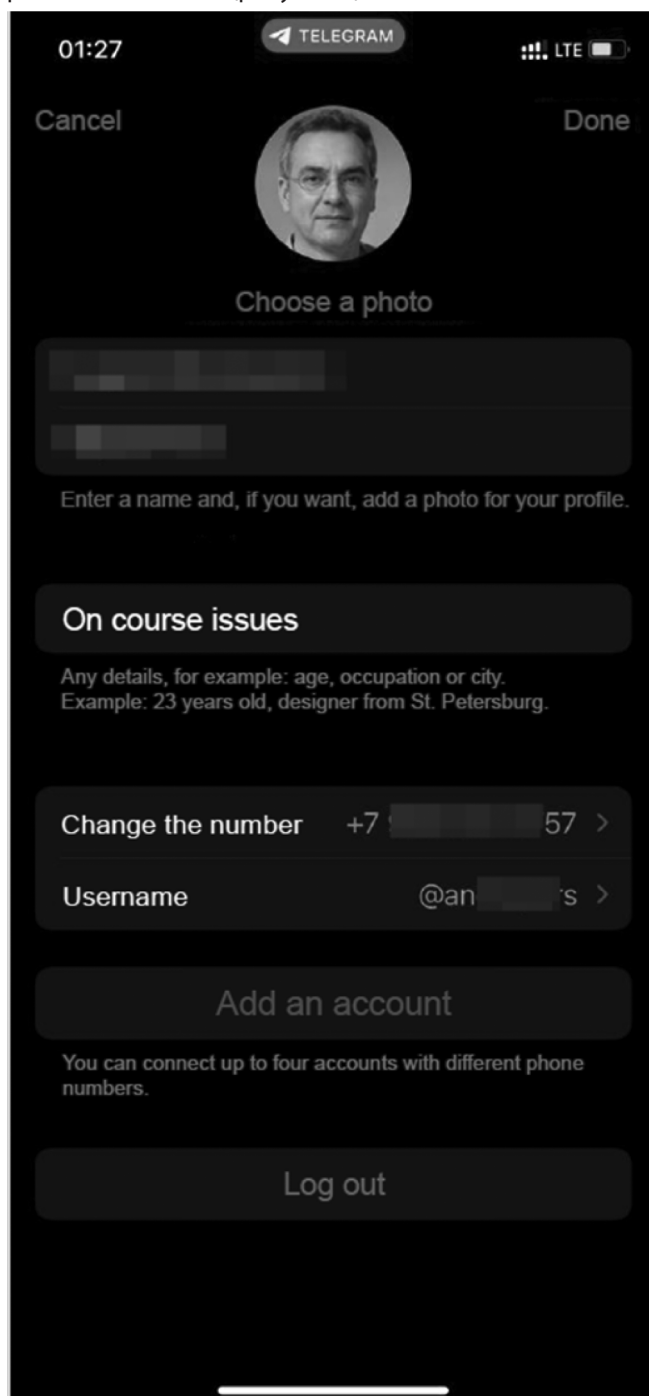 01:27
TELEGRAM
LTE
Cancel
Done
Choose a photo
Enter a name and, if you want, add a photo for your profile.
On course issues
Any details, for example: age, occupation or city.
Example: 23 years old, designer from St. Petersburg.
Change the number +7 57 >
Username @an s >
Add an account
You can connect up to four accounts with different phone
numbers.
Log out